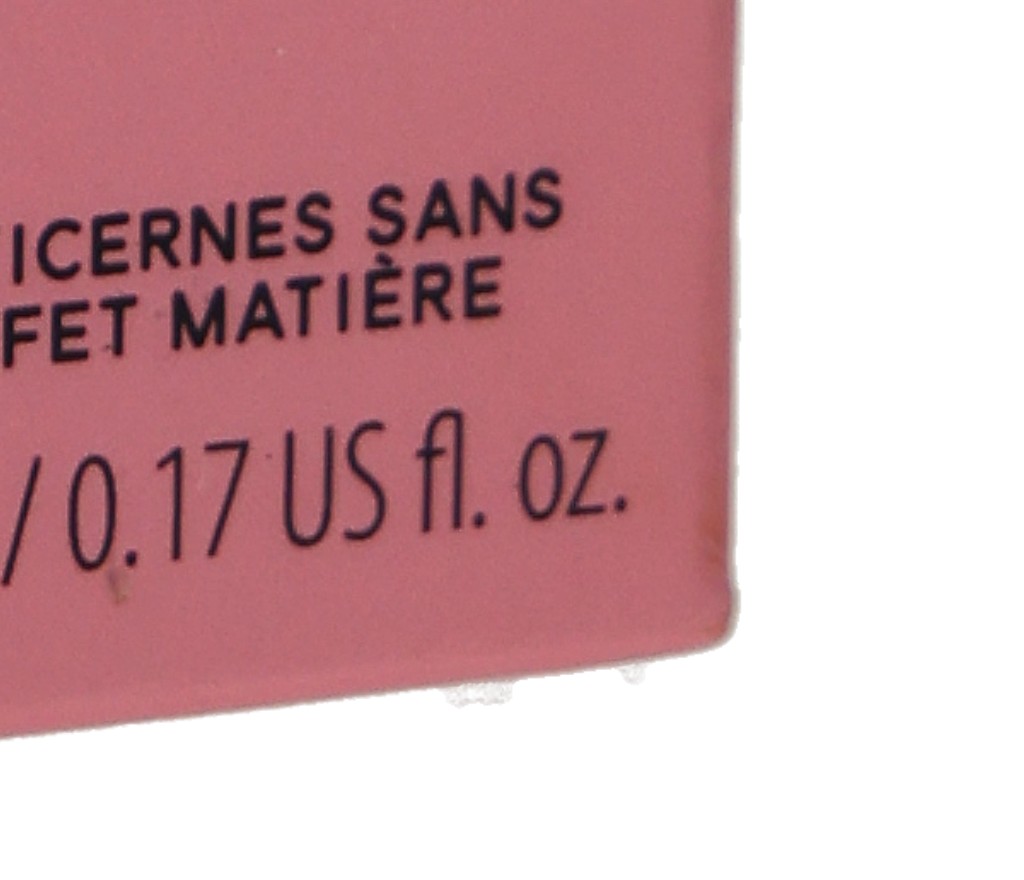 ICERNES SANS
FET MATIÈRE
/ 0.17 US fl. oz.